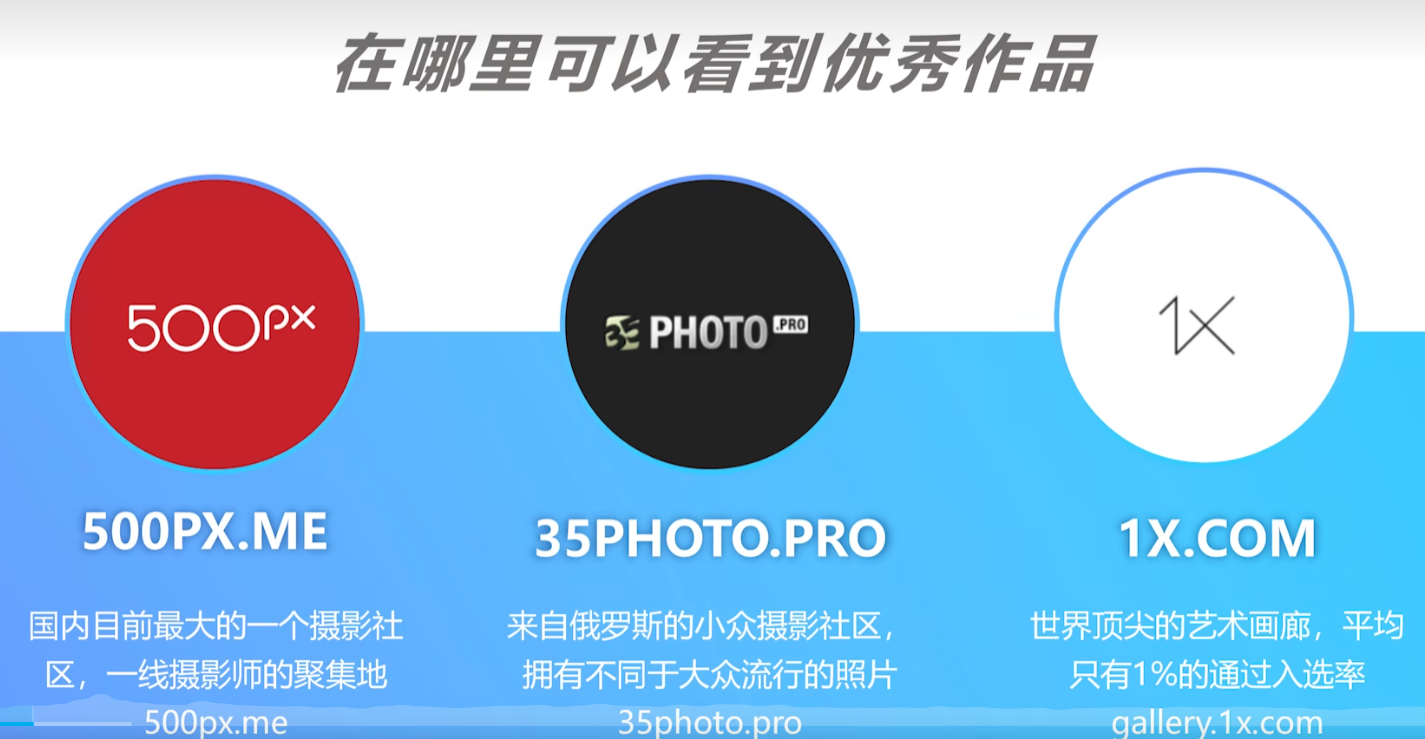 在哪里可以看到优秀作品
500px
35 PHOTO .PRO
1x
500PX.ME
35PHOTO.PRO
1X.COM
国内目前最大的一个摄影社
区，一线摄影师的聚集地
500px.me
来自俄罗斯的小众摄影社区，
拥有不同于大众流行的照片
35photo.pro
世界顶尖的艺术画廊，平均
只有1%的通过入选率
gallery.1x.com